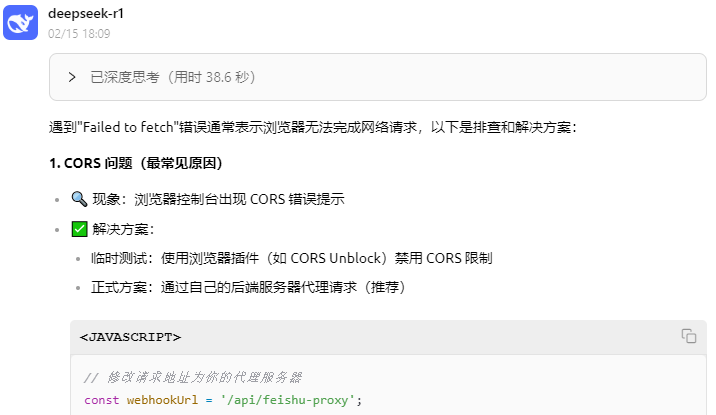 deepseek-r1
02/15 18:09
> 已深度思考（用时 38.6 秒）
遇到"Failed to fetch"错误通常表示浏览器无法完成网络请求，以下是排查和解决方案：
1. CORS 问题（最常见原因）
• 🔍 现象：浏览器控制台出现 CORS 错误提示
• ✅ 解决方案：
• 临时测试：使用浏览器插件（如 CORS Unblock）禁用 CORS 限制
• 正式方案：通过自己的后端服务器代理请求（推荐）
<JAVASCRIPT>
// 修改请求地址为你的代理服务器
const webhookUrl = '/api/feishu-proxy';